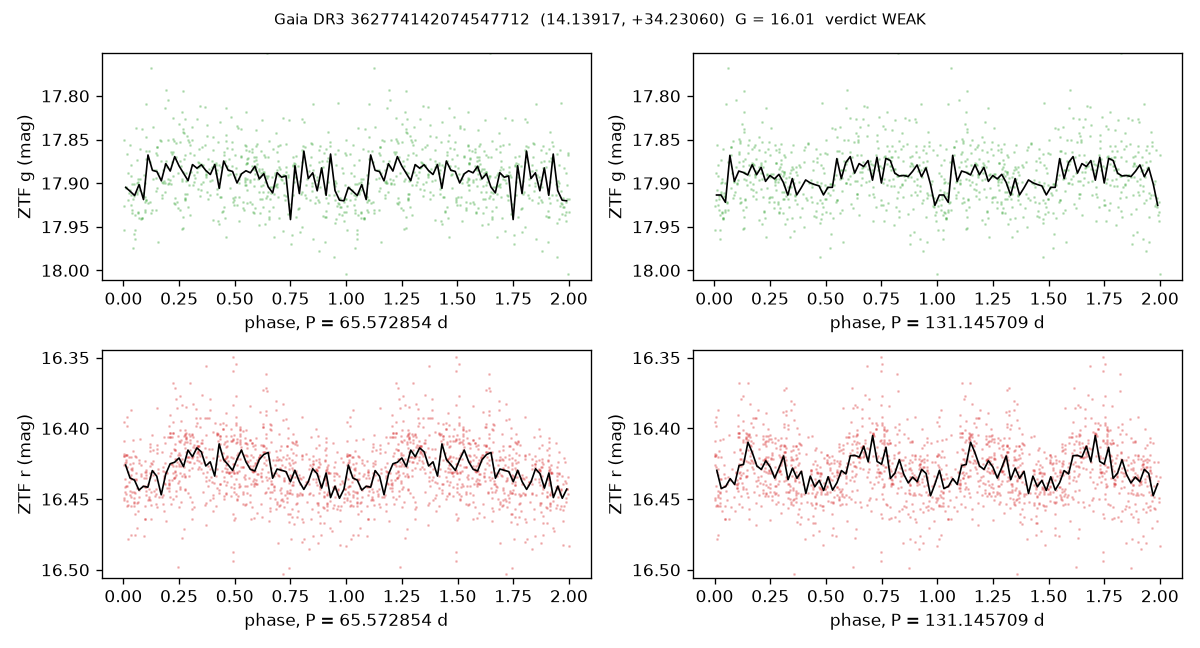 Gaia DR3 362774142074547712 (14.13917, +34.23060) G = 16.01 verdict WEAK
ZTF g (mag)
17.80
17.85
17.90
17.95
18.00
0.00 0.25 0.50 0.75 1.00 1.25 1.50 1.75 2.00
phase, P = 65.572854 d
ZTF g (mag)
17.80
17.85
17.90
17.95
18.00
0.00 0.25 0.50 0.75 1.00 1.25 1.50 1.75 2.00
phase, P = 131.145709 d
ZTF r (mag)
16.35
16.40
16.45
16.50
0.00 0.25 0.50 0.75 1.00 1.25 1.50 1.75 2.00
phase, P = 65.572854 d
ZTF r (mag)
16.35
16.40
16.45
16.50
0.00 0.25 0.50 0.75 1.00 1.25 1.50 1.75 2.00
phase, P = 131.145709 d